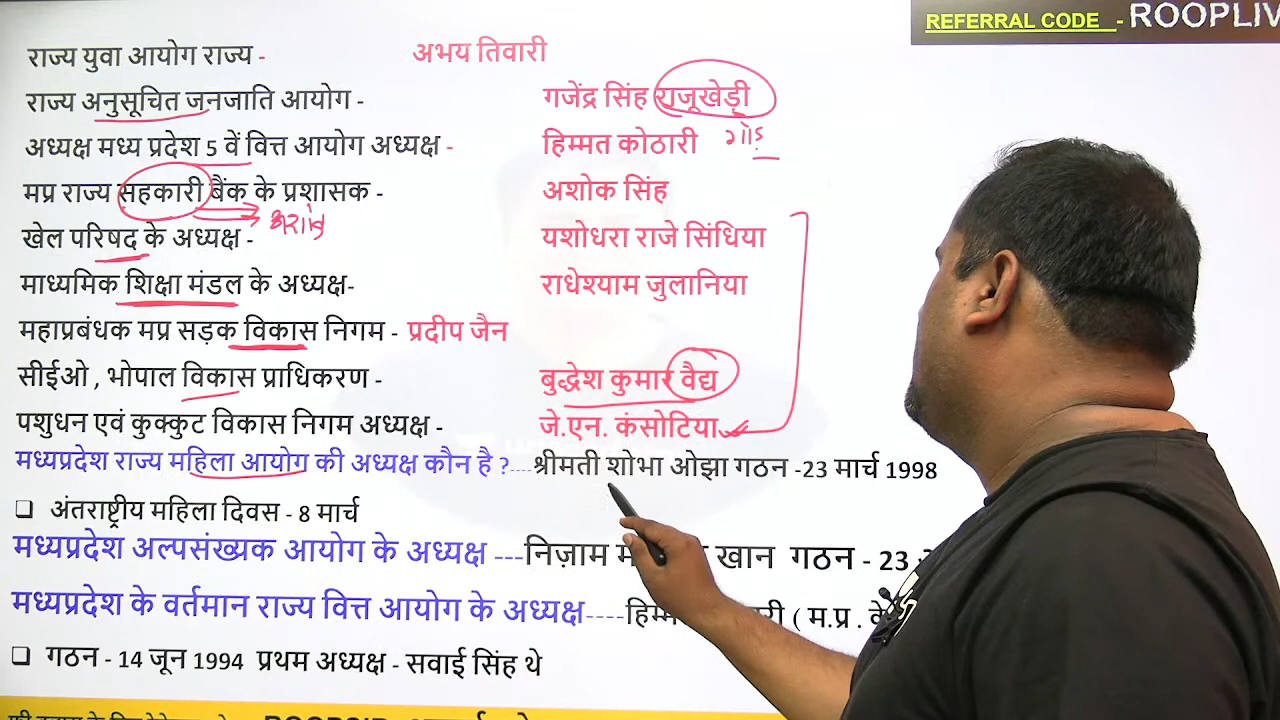 REFERRAL CODE - ROOPLIV
राज्य युवा आयोग राज्य - अभय तिवारी
राज्य अनुसूचित जनजाति आयोग - गजेंद्र सिंह राजूखेड़ी
अध्यक्ष मध्य प्रदेश 5 वें वित्त आयोग अध्यक्ष - हिम्मत कोठारी
मप्र राज्य सहकारी बैंक के प्रशासक - अशोक सिंह
खेल परिषद के अध्यक्ष - यशोधरा राजे सिंधिया
माध्यमिक शिक्षा मंडल के अध्यक्ष- राधेश्याम जुलानिया
महाप्रबंधक मप्र सड़क विकास निगम - प्रदीप जैन
सीईओ , भोपाल विकास प्राधिकरण - बुद्धेश कुमार वैद्य
पशुधन एवं कुक्कुट विकास निगम अध्यक्ष - जे.एन. कंसोटिया
मध्यप्रदेश राज्य महिला आयोग की अध्यक्ष कौन है ?----श्रीमती शोभा ओझा गठन -23 मार्च 1998
❑ अंतराष्ट्रीय महिला दिवस - 8 मार्च
मध्यप्रदेश अल्पसंख्यक आयोग के अध्यक्ष ---निज़ाम खान गठन - 23
मध्यप्रदेश के वर्तमान राज्य वित्त आयोग के अध्यक्ष---- ( म.प्र .
❑ गठन - 14 जून 1994 प्रथम अध्यक्ष - सवाई सिंह थे